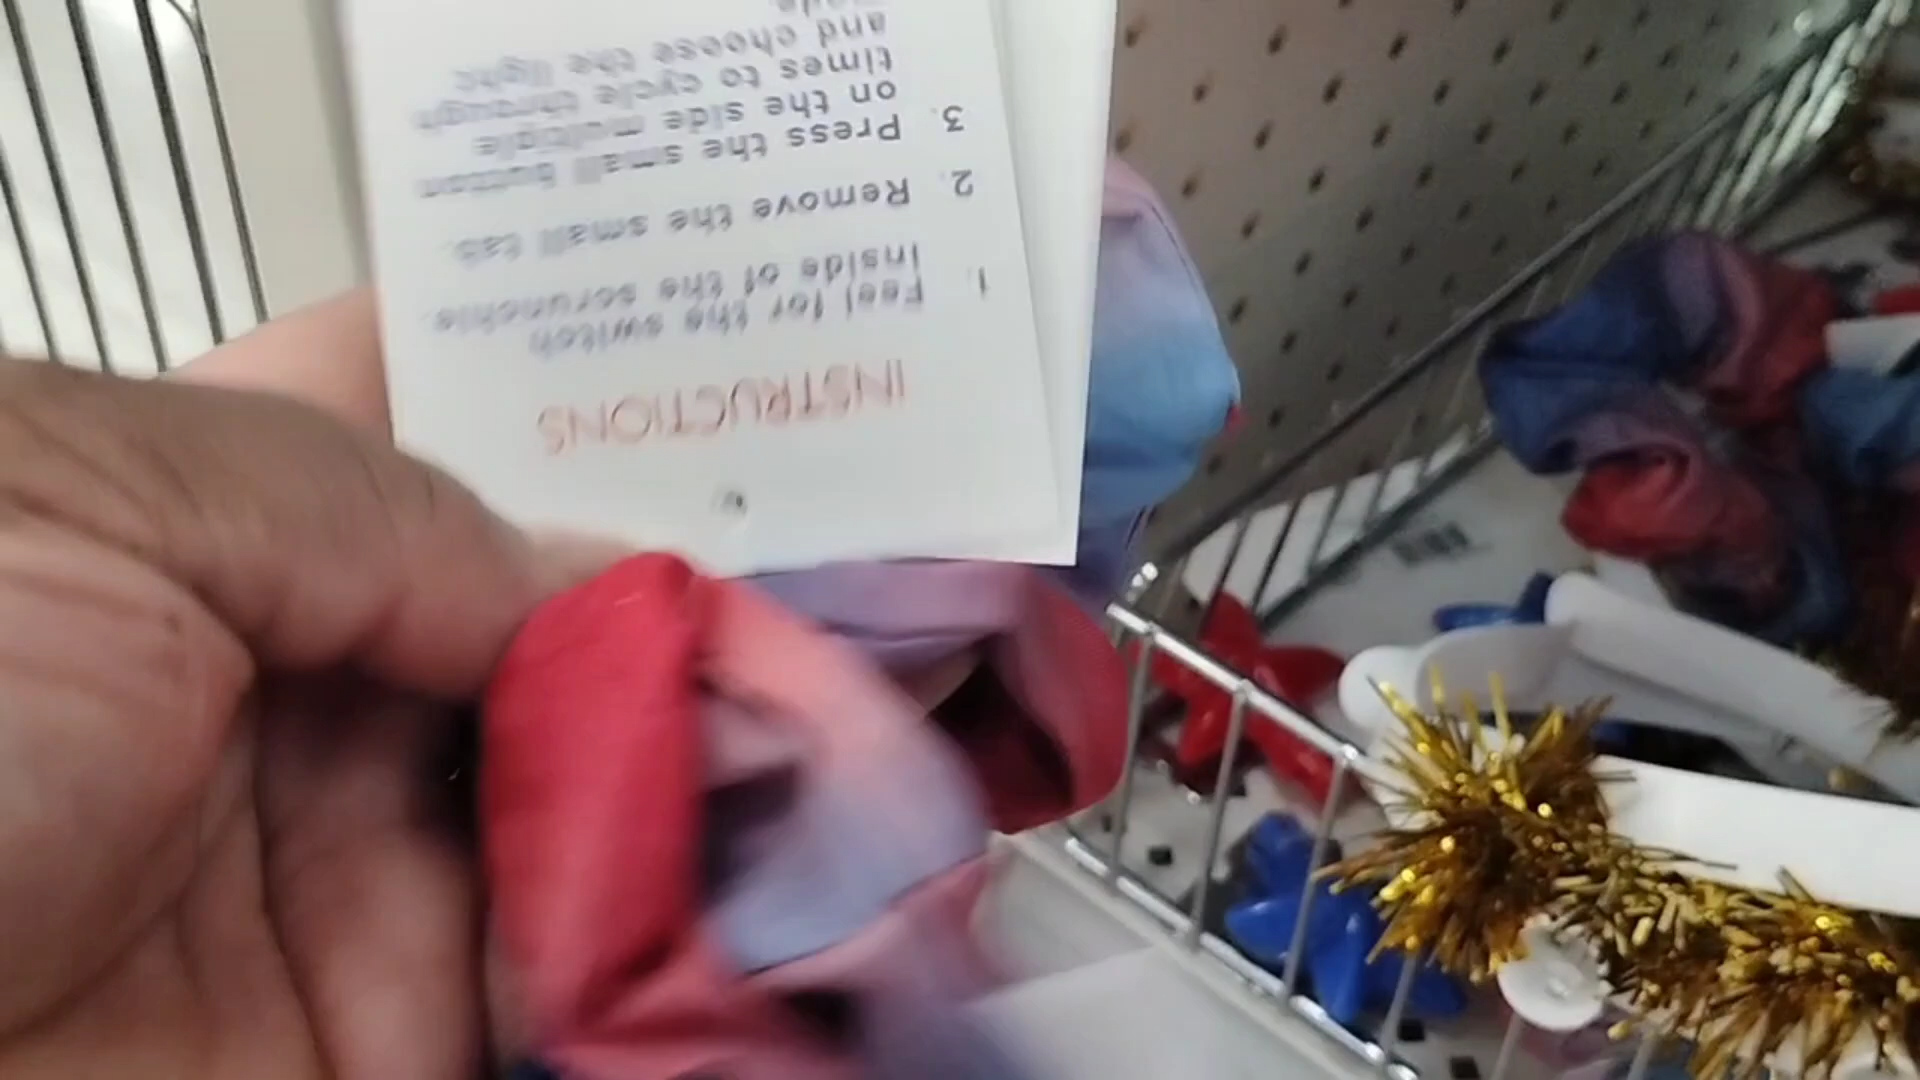 INSTRUCTIONS
1. Feel for the switch
inside of the scrunchie.
2. Remove the small tab.
3. Press the small button
on the side multiple
times to cycle through
and choose the light
mode.